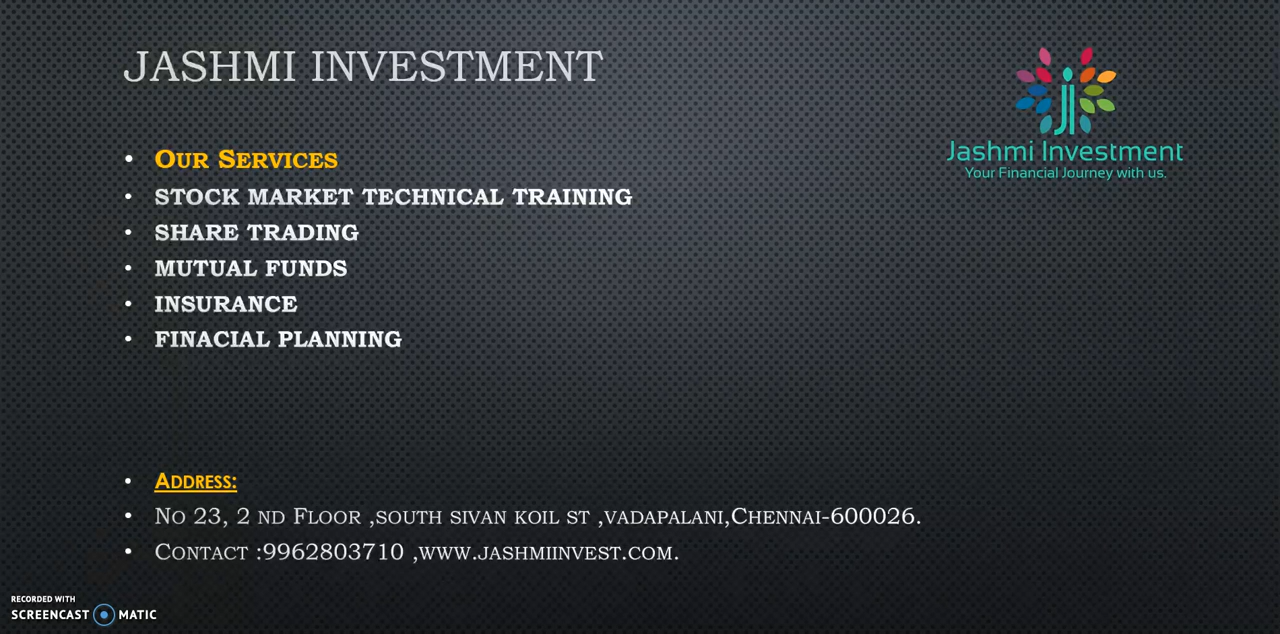 JASHMI INVESTMENT
Jashmi Investment
Your Financial Journey with us.
• OUR SERVICES
• STOCK MARKET TECHNICAL TRAINING
• SHARE TRADING
• MUTUAL FUNDS
• INSURANCE
• FINACIAL PLANNING
• ADDRESS:
• NO 23, 2 ND FLOOR ,SOUTH SIVAN KOIL ST ,VADAPALANI,CHENNAI-600026.
• CONTACT :9962803710 ,WWW.JASHMIINVEST.COM.
RECORDED WITH
SCREENCAST MATIC